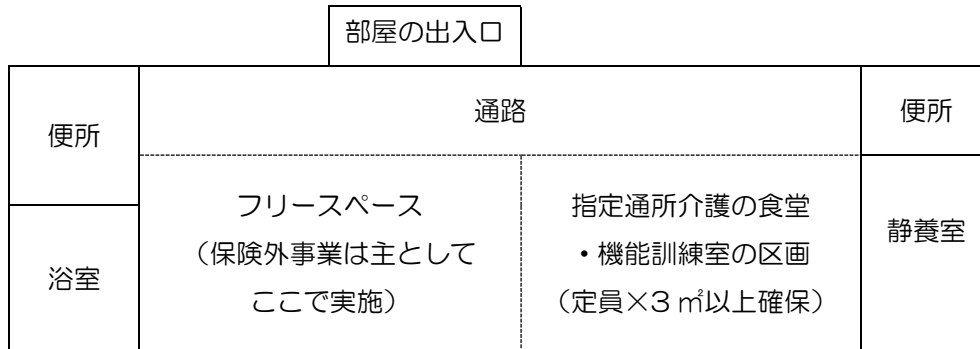 部屋の出入口
便所
通路
便所
フリースペース
（保険外事業は主として
ここで実施）
指定通所介護の食堂
・機能訓練室の区画
（定員×3 ㎡以上確保）
静養室
浴室